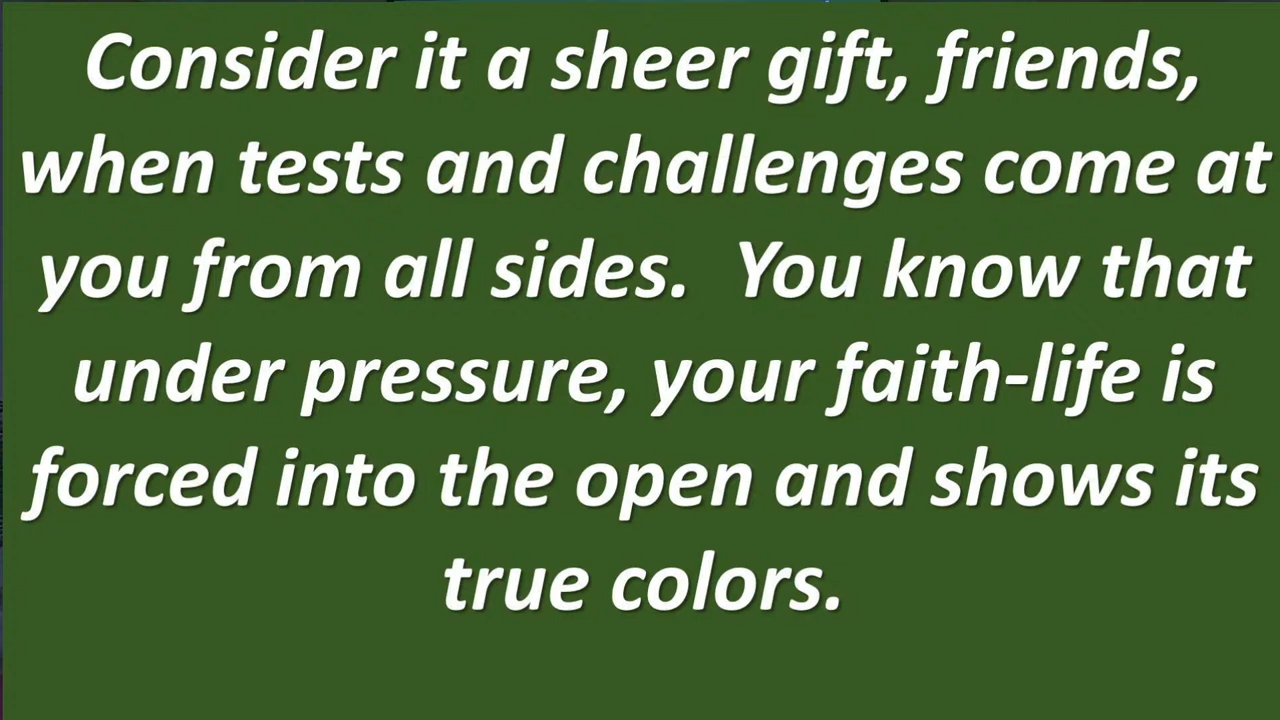 Consider it a sheer gift, friends,
when tests and challenges come at
you from all sides.  You know that
under pressure, your faith-life is
forced into the open and shows its
true colors.